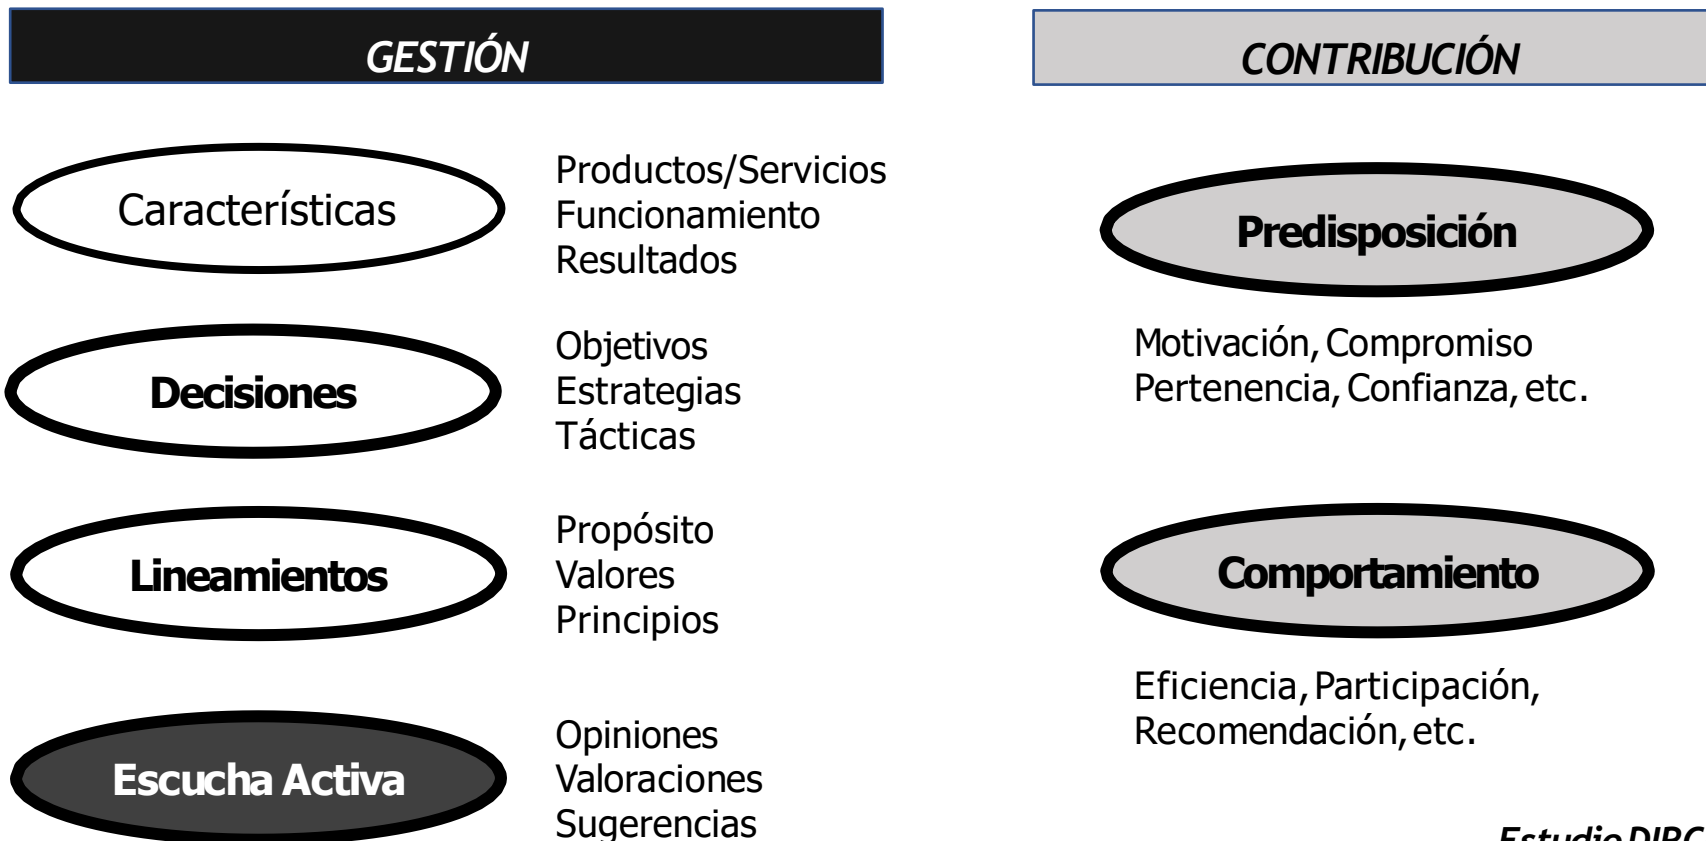 GESTIÓN
Características
Productos/Servicios
Funcionamiento
Resultados
Decisiones
Objetivos
Estrategias
Tácticas
Lineamientos
Propósito
Valores
Principios
Escucha Activa
Opiniones
Valoraciones
Sugerencias
CONTRIBUCIÓN
Predisposición
Motivación, Compromiso
Pertenencia, Confianza, etc.
Comportamiento
Eficiencia, Participación,
Recomendación, etc.
Estudio